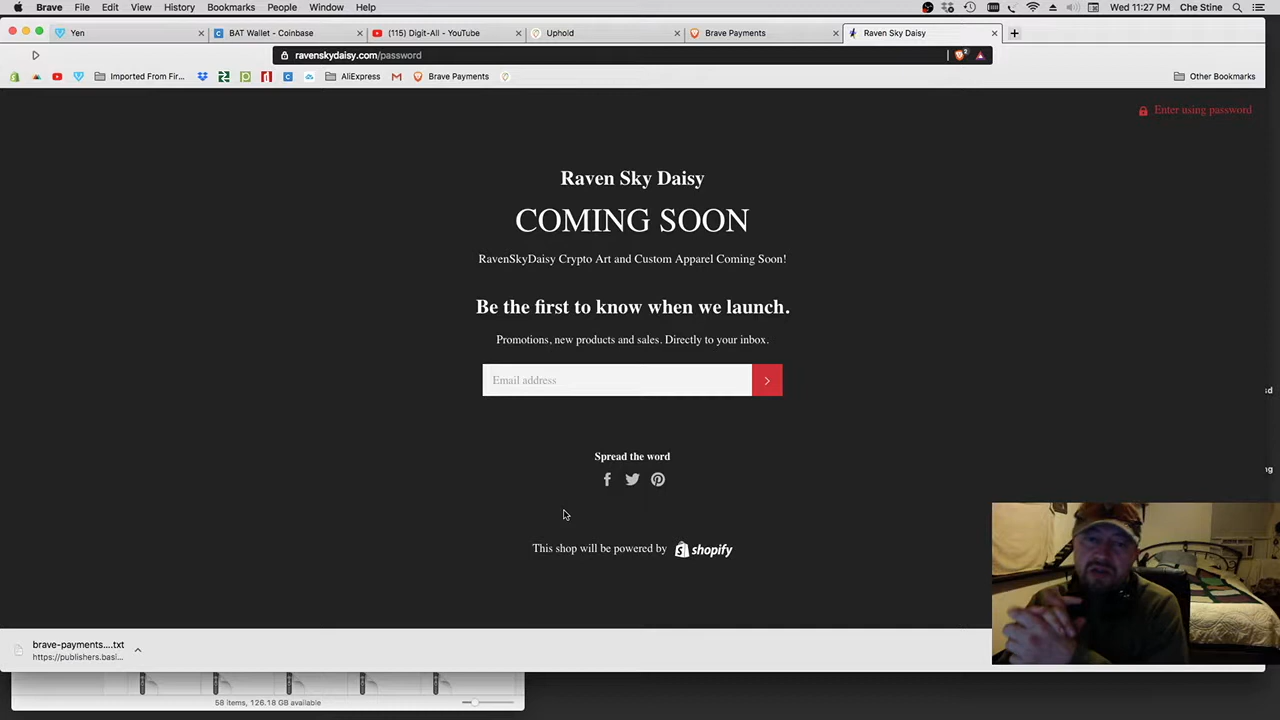 Brave File Edit View History Bookmarks People Window Help Wed 11:27 PM Che Stine
Yen BAT Wallet - Coinbase (115) Digit-All - YouTube Uphold Brave Payments Raven Sky Daisy
ravenskydaisy.com/password
Imported From Fir... AliExpress Brave Payments Other Bookmarks
Enter using password
Raven Sky Daisy
COMING SOON
RavenSkyDaisy Crypto Art and Custom Apparel Coming Soon!
Be the first to know when we launch.
Promotions, new products and sales. Directly to your inbox.
Email address
Spread the word
This shop will be powered by shopify
brave-payments....txt
https://publishers.basi...
58 items, 126.18 GB available